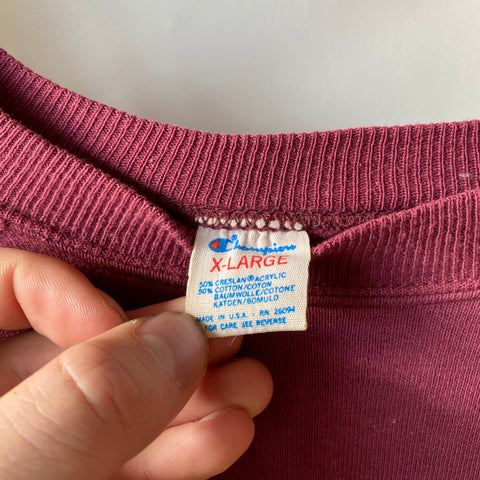 Champion
X-LARGE
50% CRESLAN® ACRYLIC
50% COTTON/COTON
BAUMWOLLE/COTONE
KATOEN/BOMULD
MADE IN U.S.A. - RN 26094
FOR CARE SEE REVERSE